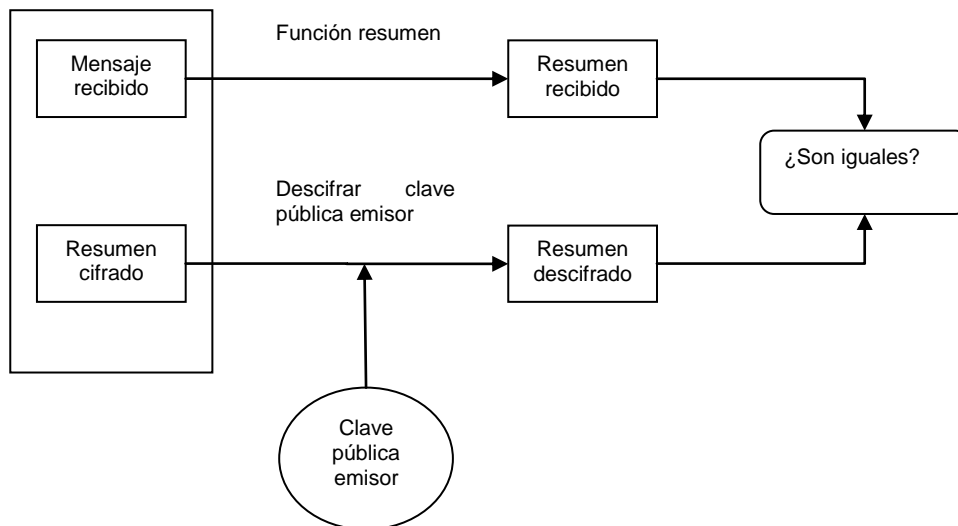 Función resumen
Mensaje
recibido
Resumen
recibido
¿Son iguales?
Descifrar clave
pública emisor
Resumen
cifrado
Resumen
descifrado
Clave
pública
emisor